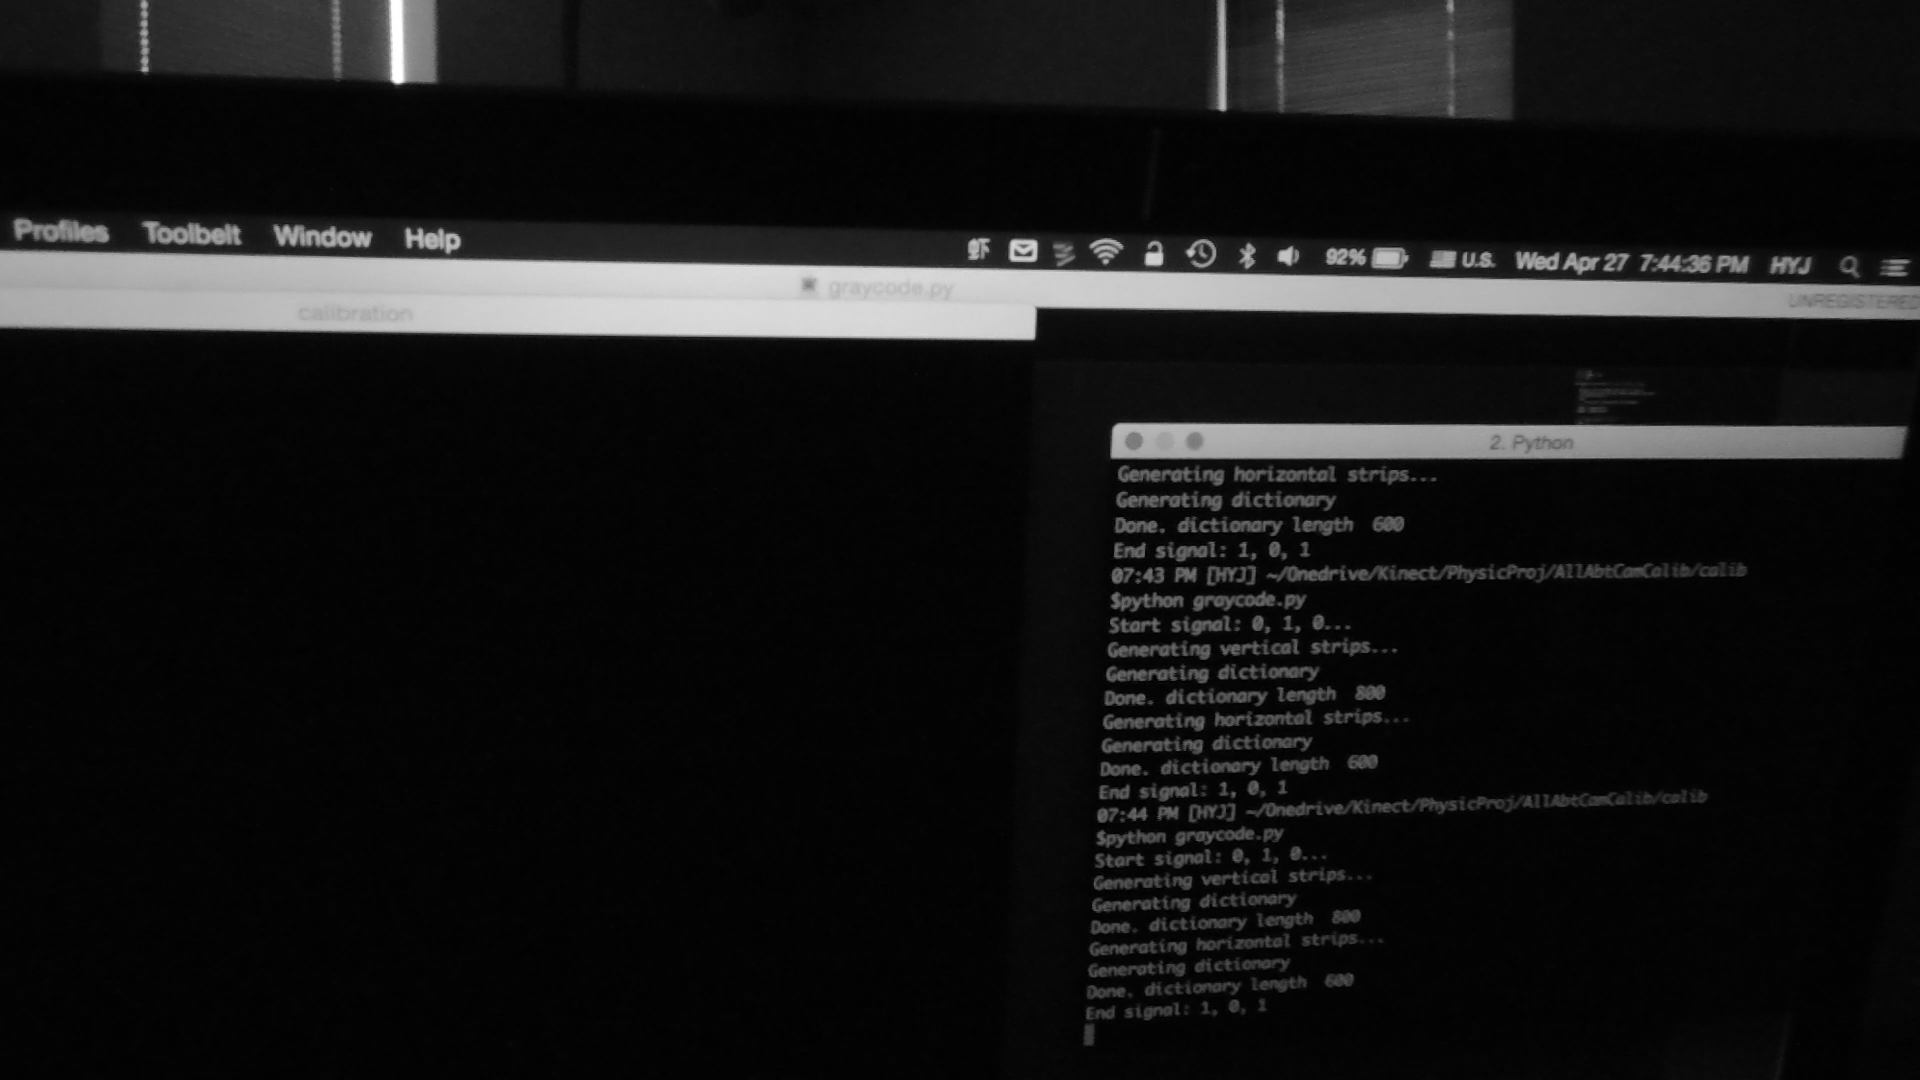 Profiles Toolbelt Window Help 92% U.S. Wed Apr 27 7:44:36 PM HYJ
graycode.py UNREGISTERED
calibration
2. Python
Generating horizontal strips...
Generating dictionary
Done. dictionary length 600
End signal: 1, 0, 1
07:43 PM [HYJ] ~/Onedrive/Kinect/PhysicProj/AllAbtCamCalib/calib
$python graycode.py
Start signal: 0, 1, 0...
Generating vertical strips...
Generating dictionary
Done. dictionary length 800
Generating horizontal strips...
Generating dictionary
Done. dictionary length 600
End signal: 1, 0, 1
07:44 PM [HYJ] ~/Onedrive/Kinect/PhysicProj/AllAbtCamCalib/calib
$python graycode.py
Start signal: 0, 1, 0...
Generating vertical strips...
Generating dictionary
Done. dictionary length 800
Generating horizontal strips...
Generating dictionary
Done. dictionary length 600
End signal: 1, 0, 1